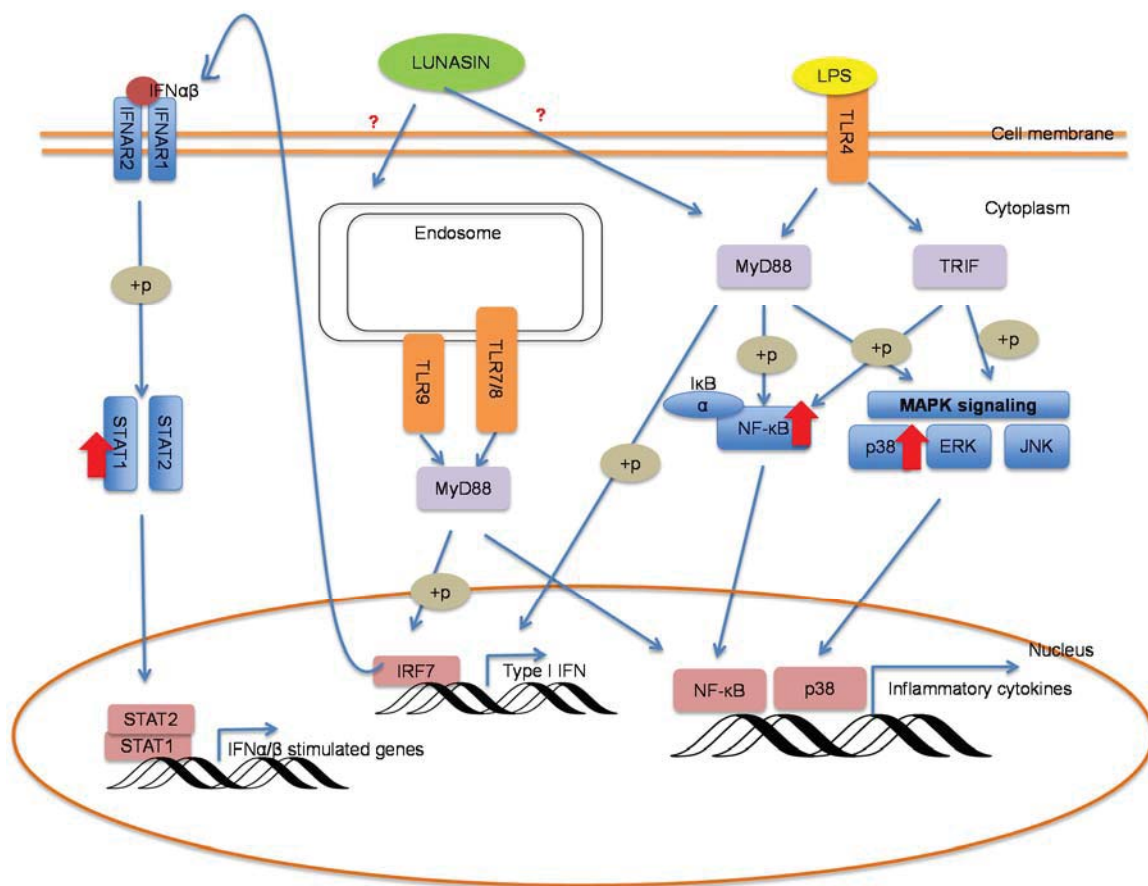 LUNASIN
LPS
IFNαβ
IFNAR2
IFNAR1
?
?
TLR4
Cell membrane
Cytoplasm
Endosome
MyD88
TRIF
+p
TLR9
TLR7/8
+p
+p
+p
IκB
α
NF-κB
MAPK signaling
p38
ERK
JNK
STAT1
STAT2
+p
MyD88
+p
Nucleus
IRF7
Type I IFN
NF-κB
p38
Inflammatory cytokines
STAT2
STAT1
IFNα/β stimulated genes